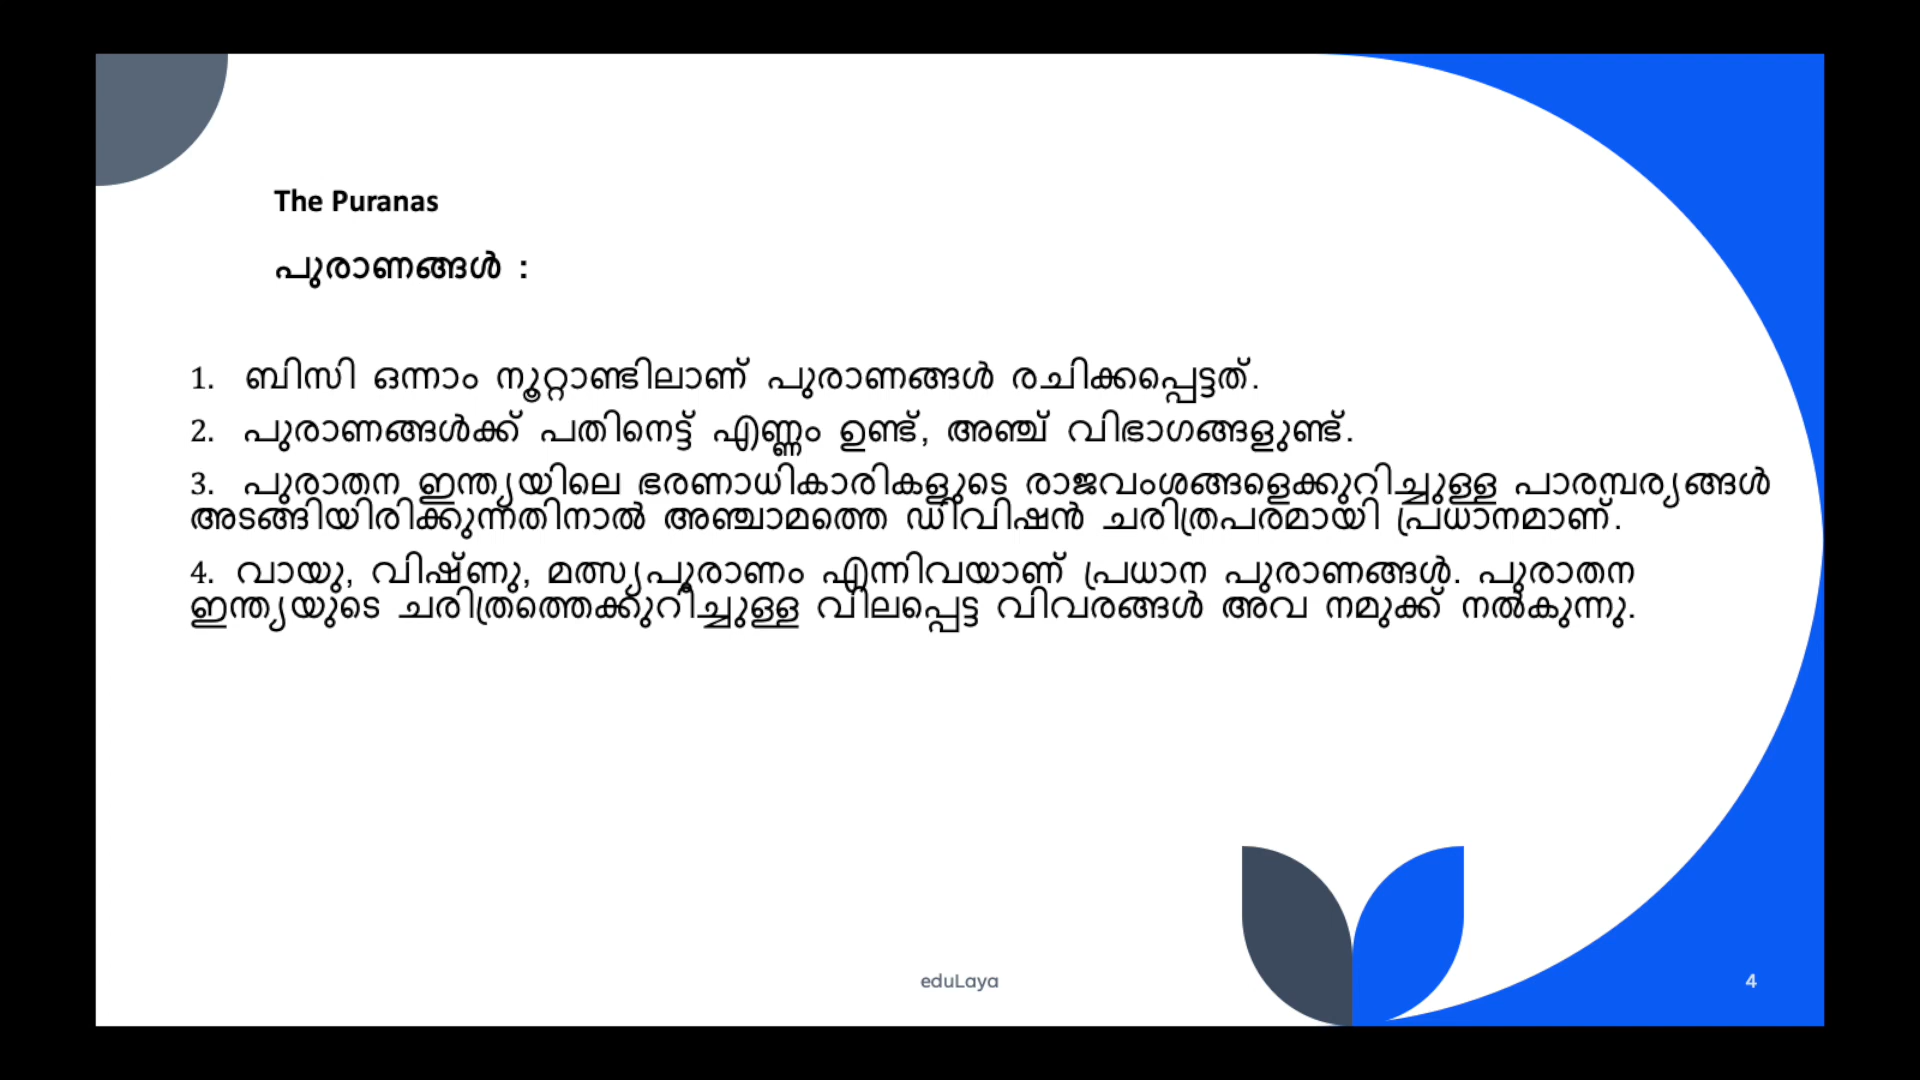 The Puranas
പുരാണങ്ങൾ :
1. ബിസി ഒന്നാം നൂറ്റാണ്ടിലാണ് പുരാണങ്ങൾ രചിക്കപ്പെട്ടത്.
2. പുരാണങ്ങൾക്ക് പതിനെട്ട് എണ്ണം ഉണ്ട്, അഞ്ച് വിഭാഗങ്ങളുണ്ട്.
3. പുരാതന ഇന്ത്യയിലെ ഭരണാധികാരികളുടെ രാജവംശങ്ങളെക്കുറിച്ചുള്ള പാരമ്പര്യങ്ങൾ
അടങ്ങിയിരിക്കുന്നതിനാൽ അഞ്ചാമത്തെ ഡിവിഷൻ ചരിത്രപരമായി പ്രധാനമാണ്.
4. വായു, വിഷ്ണു, മത്സ്യപുരാണം എന്നിവയാണ് പ്രധാന പുരാണങ്ങൾ. പുരാതന
ഇന്ത്യയുടെ ചരിത്രത്തെക്കുറിച്ചുള്ള വിലപ്പെട്ട വിവരങ്ങൾ അവ നമുക്ക് നൽകുന്നു.
eduLaya
4